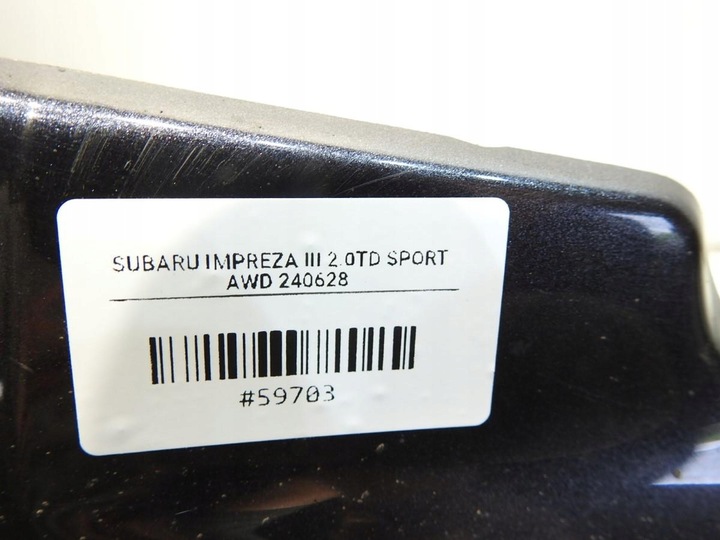 SUBARU IMPREZA III 2.0TD SPORT
AWD 240628
#59703